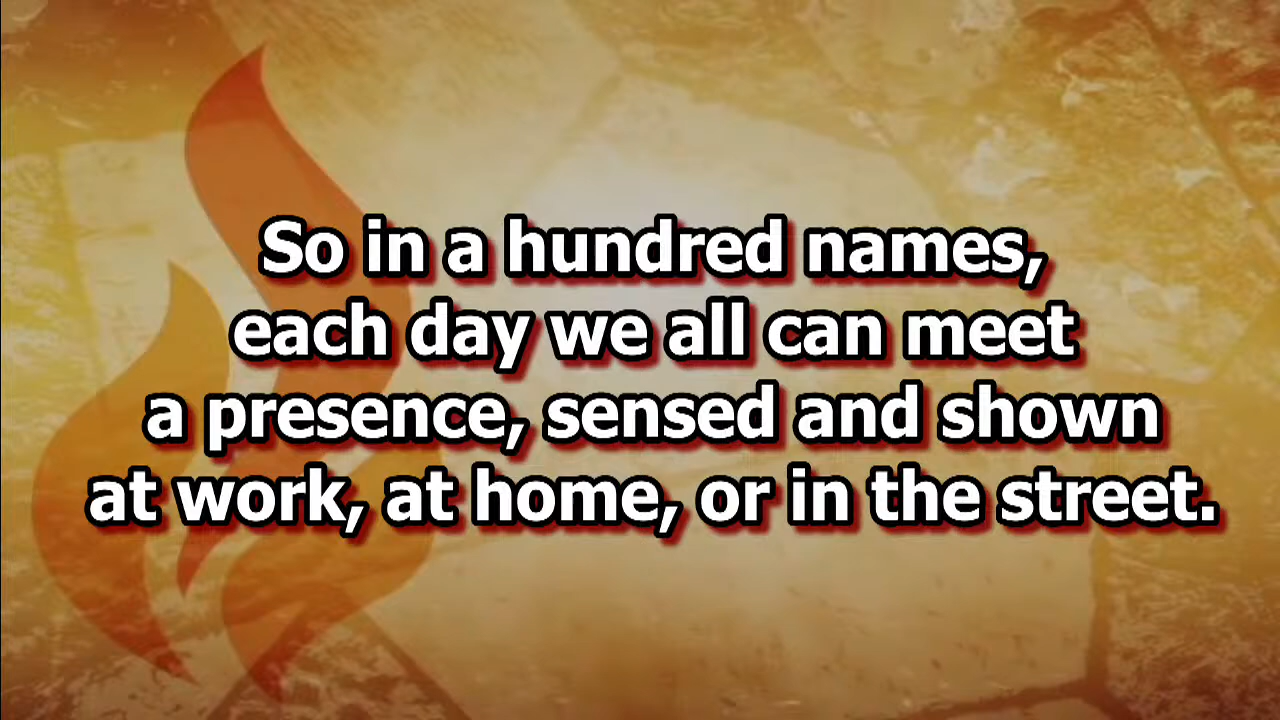 So in a hundred names,
each day we all can meet
a presence, sensed and shown
at work, at home, or in the street.